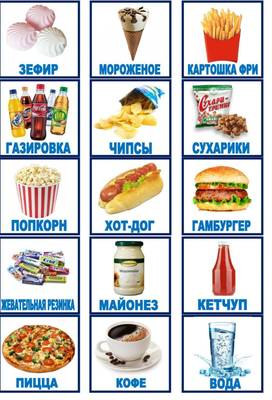 ЗЕФИР
МОРОЖЕНОЕ
КАРТОШКА ФРИ
ГАЗИРОВКА
ЧИПСЫ
СУХАРИКИ
ПОПКОРН
ХОТ-ДОГ
ГАМБУРГЕР
ЖЕВАТЕЛЬНАЯ РЕЗИНКА
МАЙОНЕЗ
КЕТЧУП
ПИЦЦА
КОФЕ
ВОДА